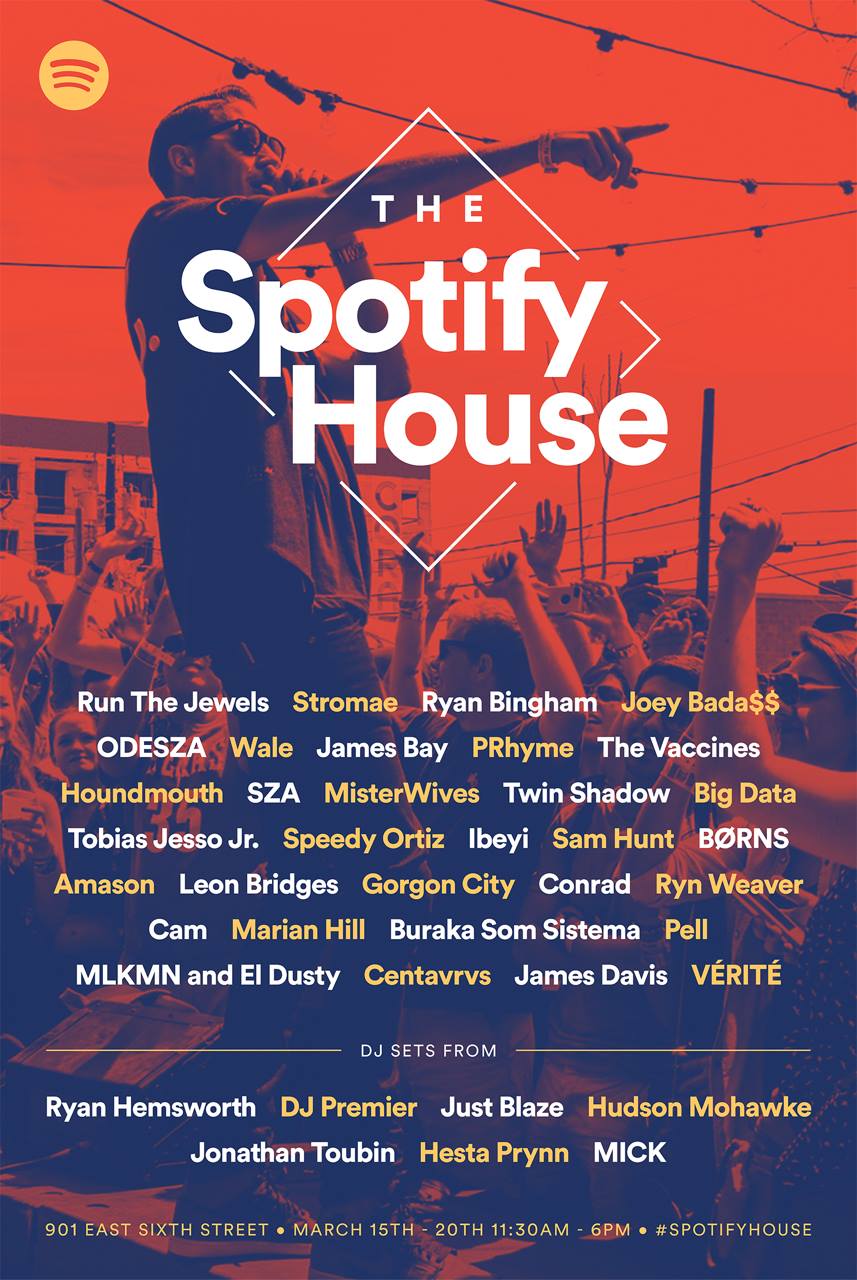 THE
Spotify
House
Run The Jewels Stromae Ryan Bingham Joey Bada$$
ODESZA Wale James Bay PRhyme The Vaccines
Houndmouth SZA MisterWives Twin Shadow Big Data
Tobias Jesso Jr. Speedy Ortiz Ibeyi Sam Hunt BØRNS
Amason Leon Bridges Gorgon City Conrad Ryn Weaver
Cam Marian Hill Buraka Som Sistema Pell
MLKMN and El Dusty Centavrvs James Davis VÉRITÉ
DJ SETS FROM
Ryan Hemsworth DJ Premier Just Blaze Hudson Mohawke
Jonathan Toubin Hesta Prynn MICK
901 EAST SIXTH STREET • MARCH 15TH - 20TH 11:30AM - 6PM • #SPOTIFYHOUSE